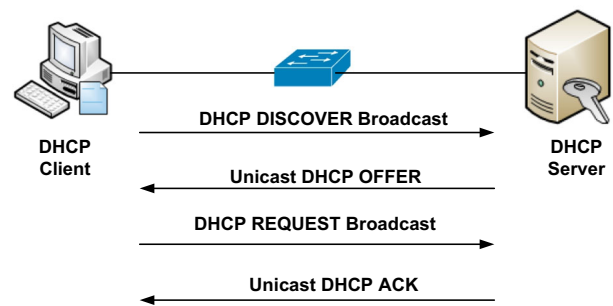 DHCP DISCOVER Broadcast
DHCP
Client
DHCP
Server
Unicast DHCP OFFER
DHCP REQUEST Broadcast
Unicast DHCP ACK